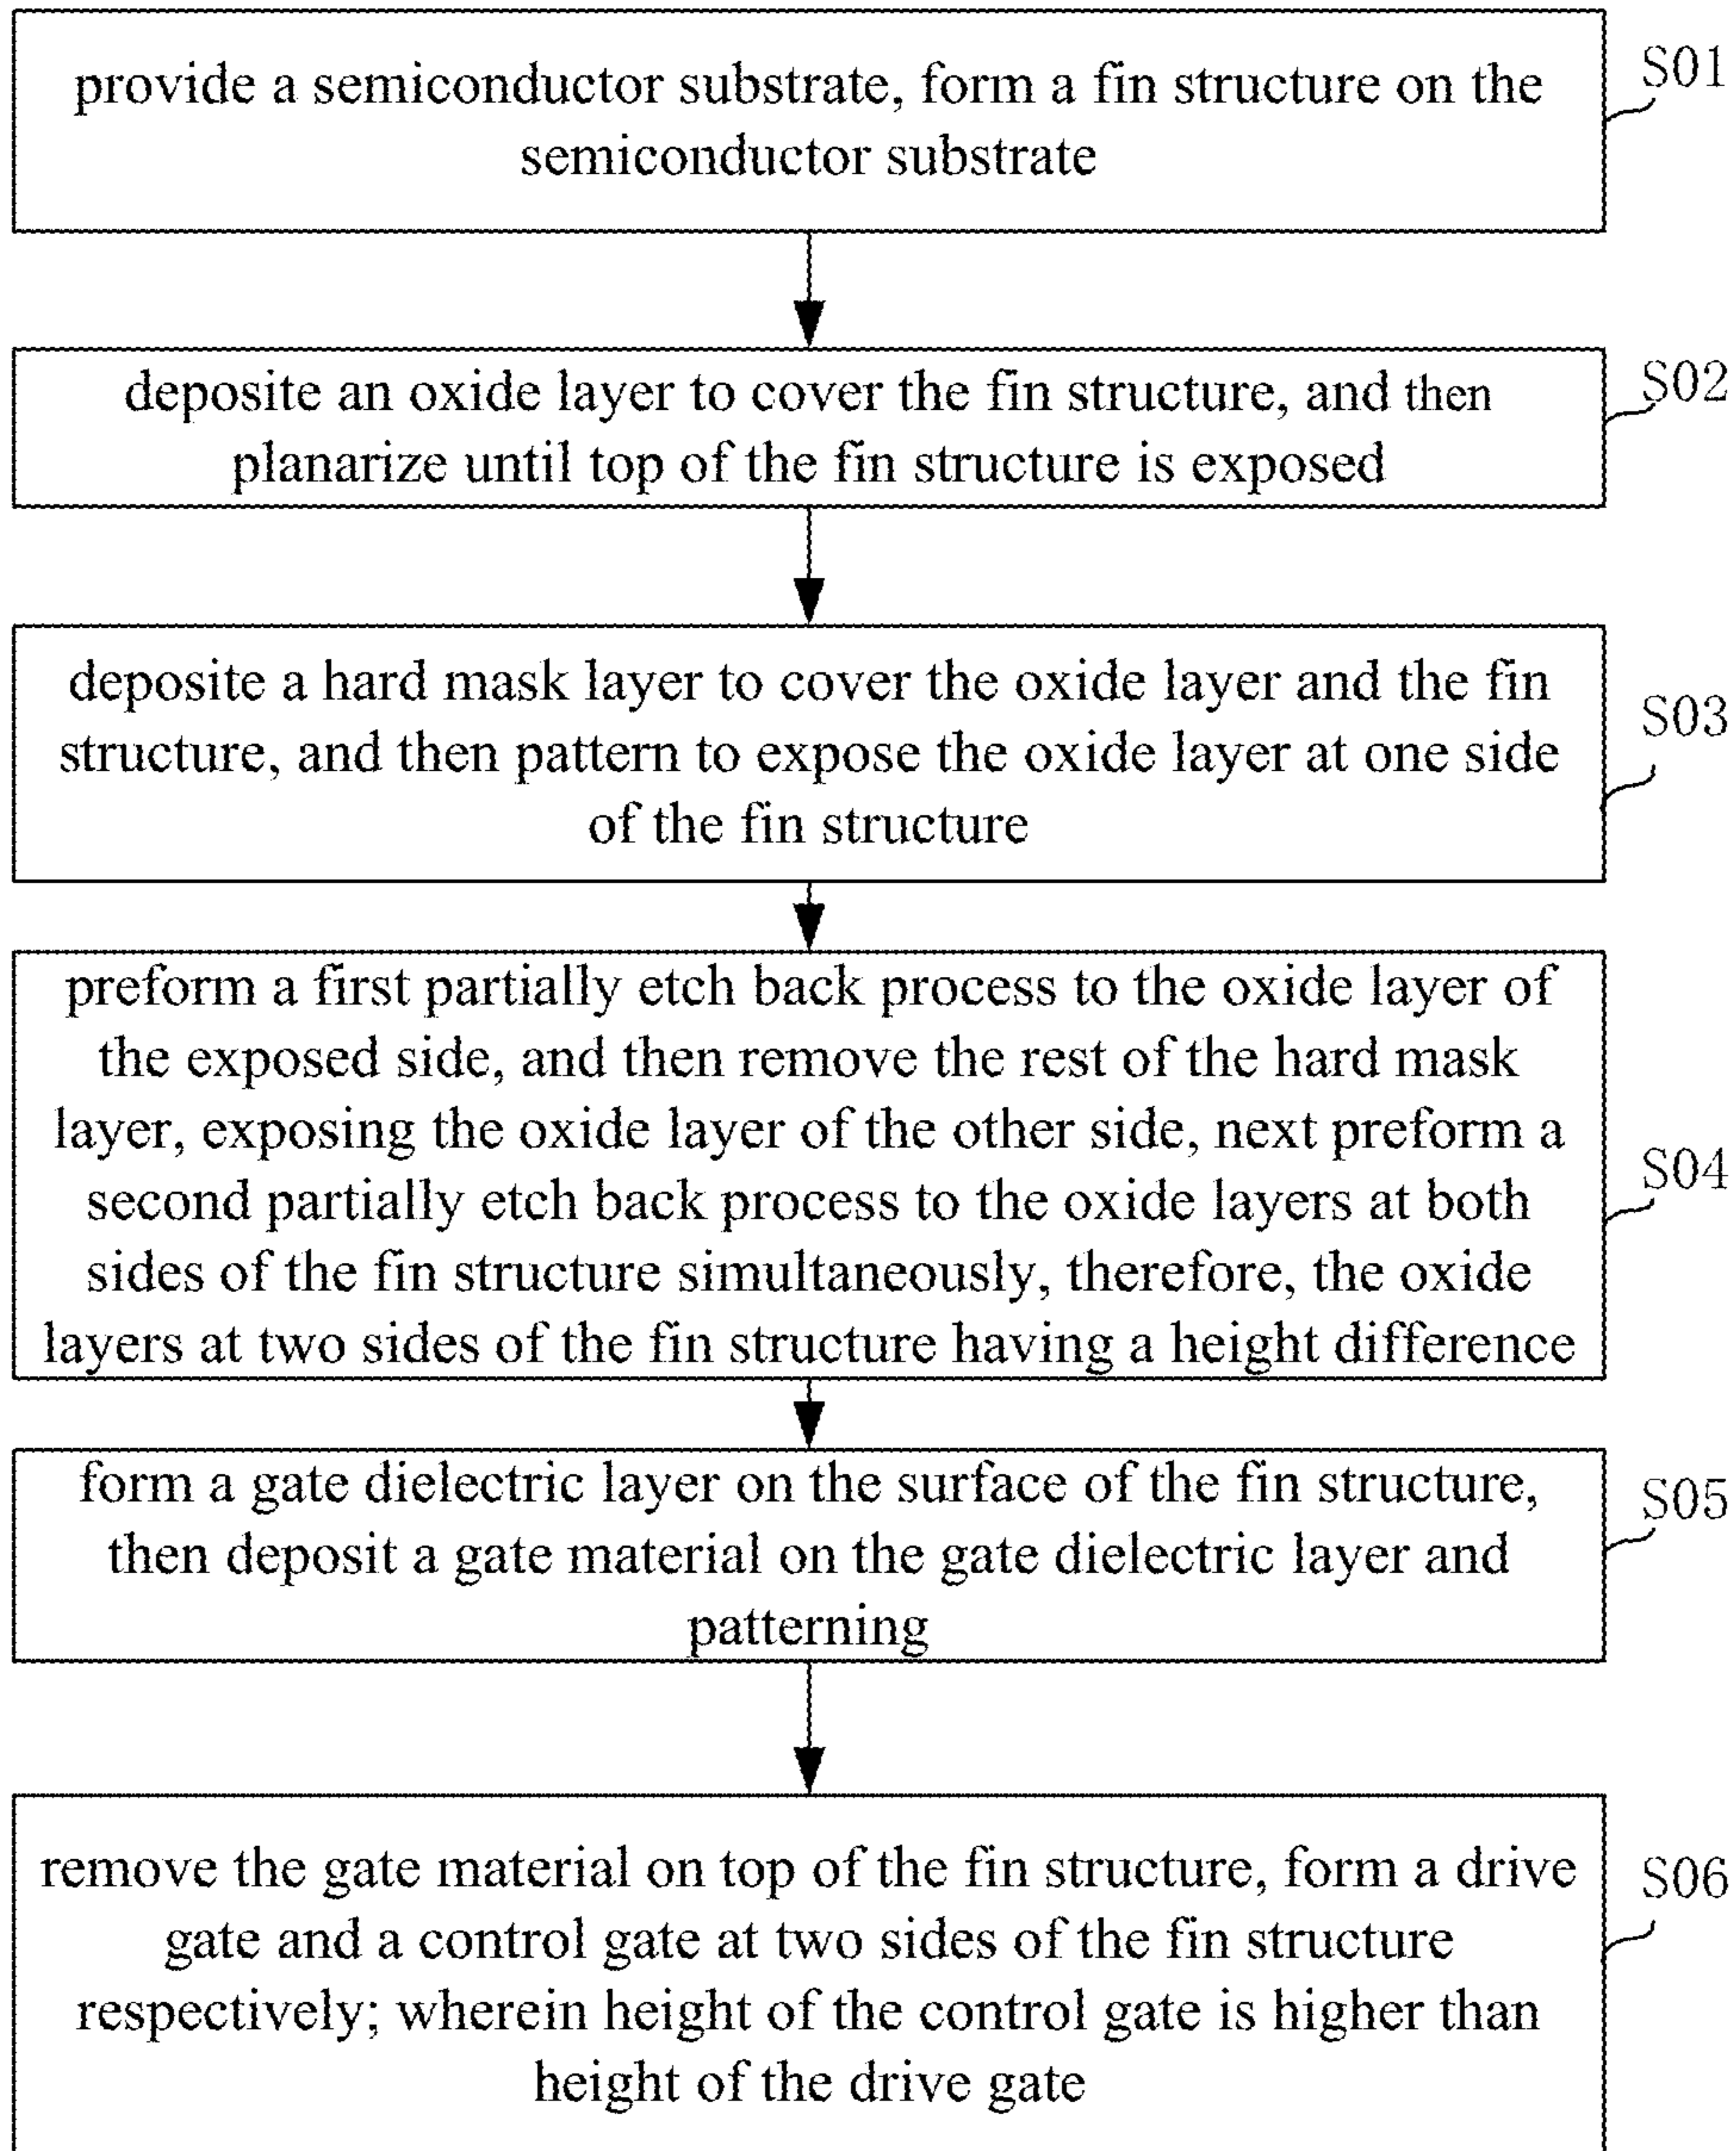 provide a semiconductor substrate, form a fin structure on the
semiconductor substrate
S01
deposite an oxide layer to cover the fin structure, and then
planarize until top of the fin structure is exposed
S02
deposite a hard mask layer to cover the oxide layer and the fin
structure, and then pattern to expose the oxide layer at one side
of the fin structure
S03
preform a first partially etch back process to the oxide layer of
the exposed side, and then remove the rest of the hard mask
layer, exposing the oxide layer of the other side, next preform a
second partially etch back process to the oxide layers at both
sides of the fin structure simultaneously, therefore, the oxide
layers at two sides of the fin structure having a height difference
S04
form a gate dielectric layer on the surface of the fin structure,
then deposit a gate material on the gate dielectric layer and
patterning
S05
remove the gate material on top of the fin structure, form a drive
gate and a control gate at two sides of the fin structure
respectively; wherein height of the control gate is higher than
height of the drive gate
S06